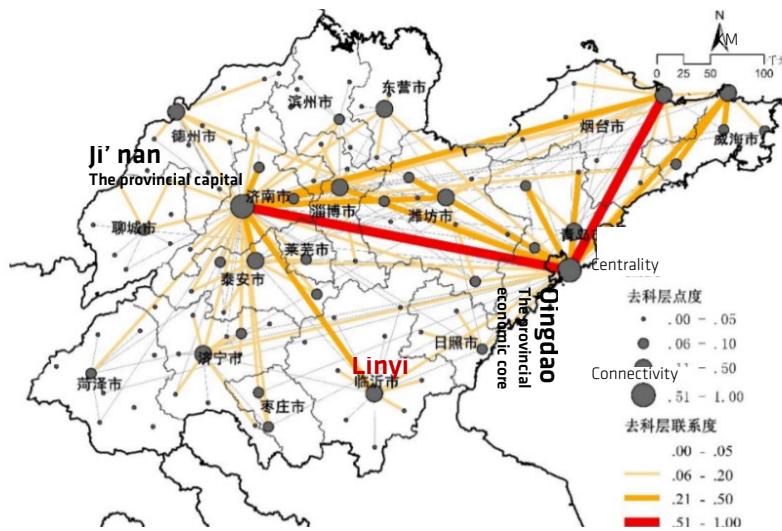 N
KM
0 25 50 100
东营市
滨州市
德州市
烟台市
威海市
Ji’ nan
The provincial capital
济南市
淄博市
潍坊市
聊城市
莱芜市
泰安市
青岛
Centrality
去科层点度
.00 - .05
.06 - .10
.11 - .50
.51 - 1.00
Connectivity
去科层联系度
.00 - .05
.06 - .20
.21 - .50
.51 - 1.00
Qingdao
The provincial
economic core
日照市
Linyi
临沂市
济宁市
菏泽市
枣庄市